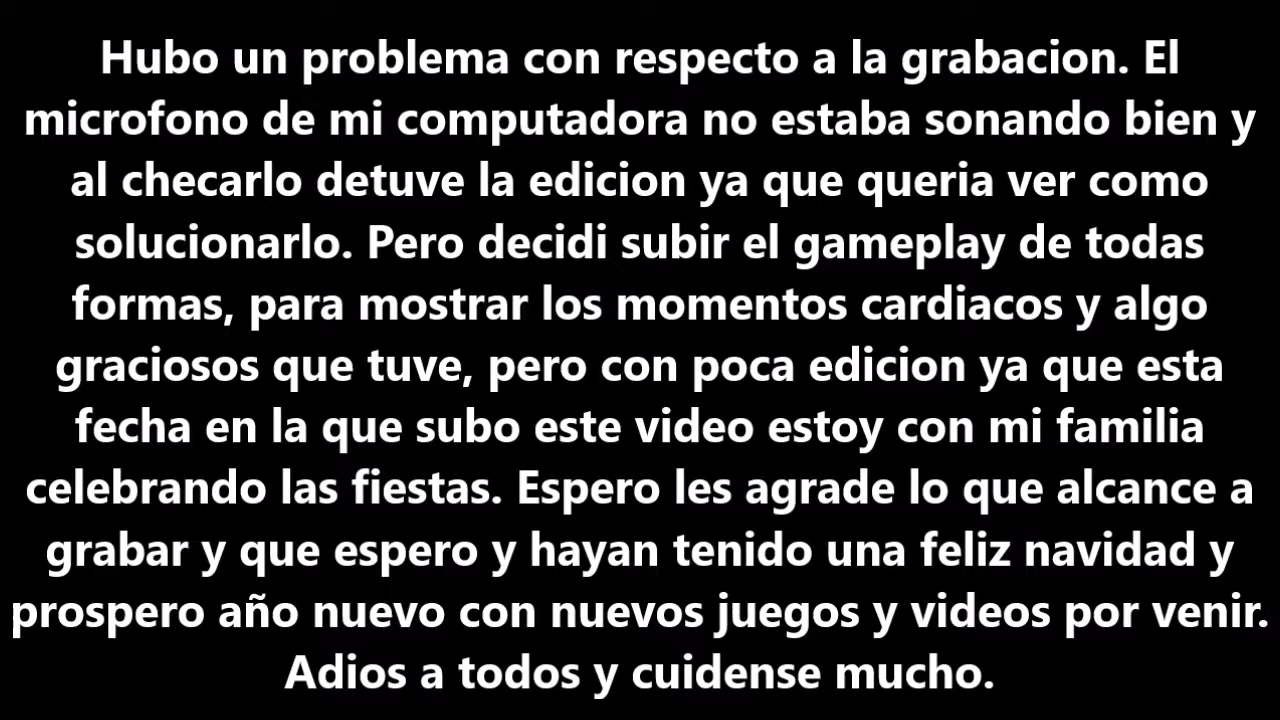 Hubo un problema con respecto a la grabacion. El
microfono de mi computadora no estaba sonando bien y
al checarlo detuve la edicion ya que queria ver como
solucionarlo. Pero decidi subir el gameplay de todas
formas, para mostrar los momentos cardiacos y algo
graciosos que tuve, pero con poca edicion ya que esta
fecha en la que subo este video estoy con mi familia
celebrando las fiestas. Espero les agrade lo que alcance a
grabar y que espero y hayan tenido una feliz navidad y
prospero año nuevo con nuevos juegos y videos por venir.
Adios a todos y cuidense mucho.